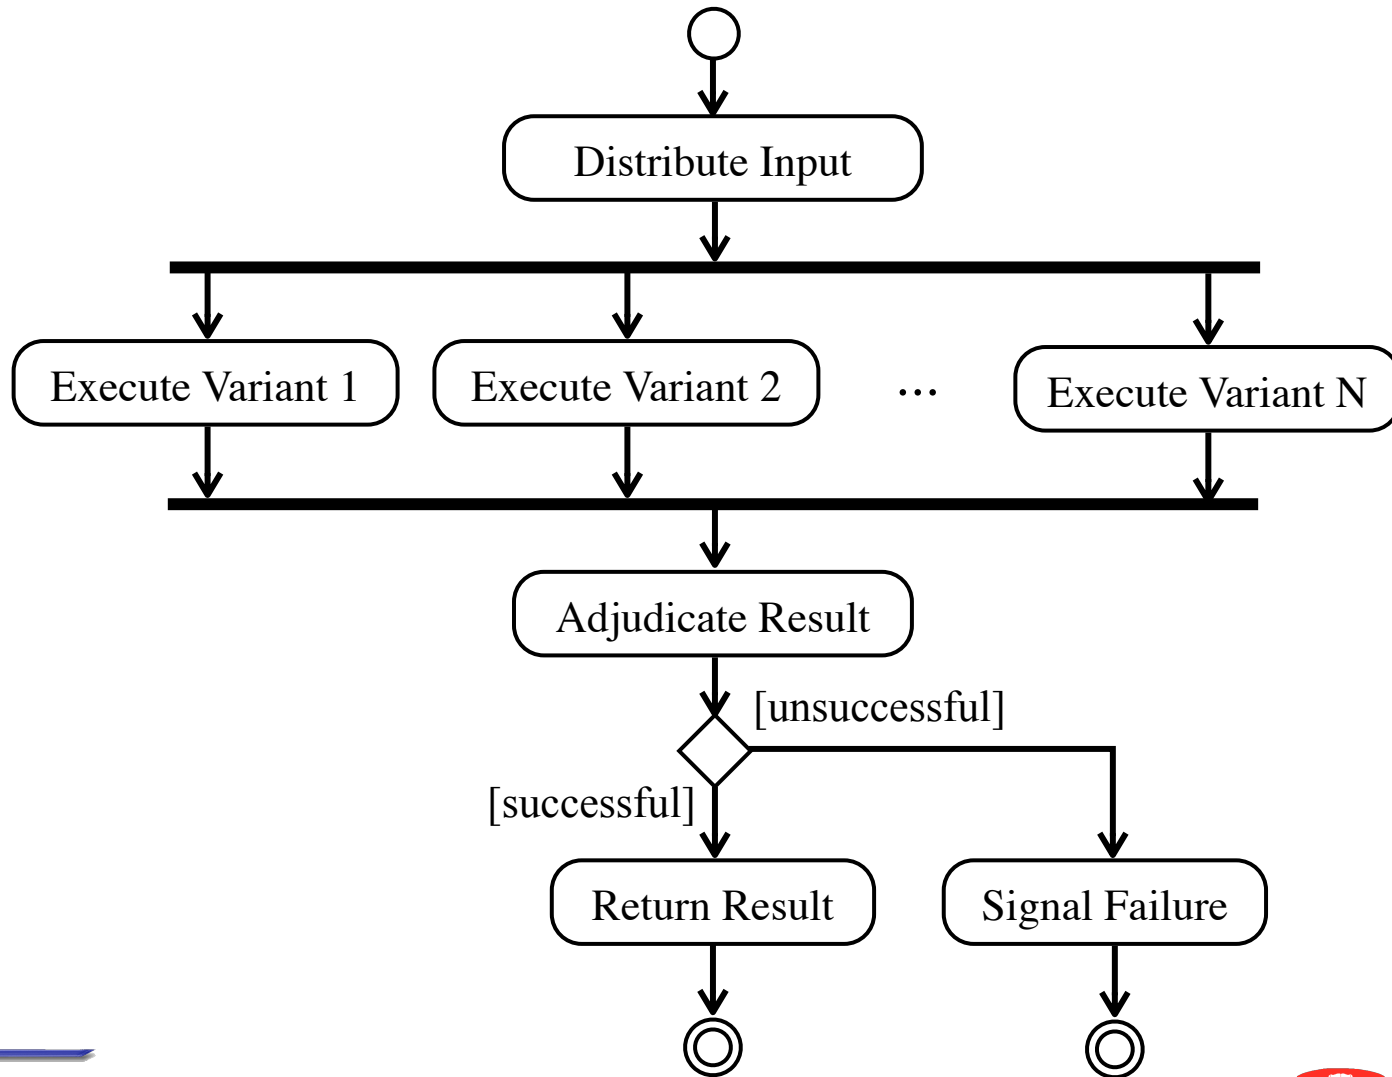 Distribute Input
Execute Variant 1
Execute Variant 2
...
Execute Variant N
Adjudicate Result
[unsuccessful]
[successful]
Return Result
Signal Failure